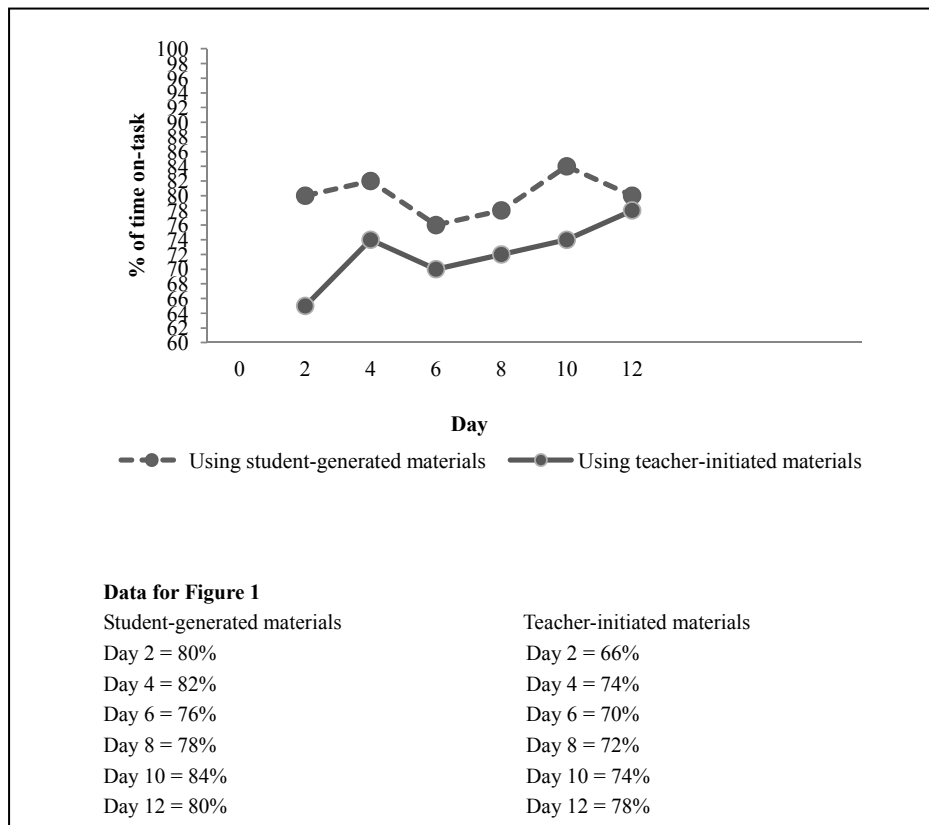 % of time on-task
100
98
96
94
92
90
88
86
84
82
80
78
76
74
72
70
68
66
64
62
60
0 2 4 6 8 10 12
Day
Using student-generated materials Using teacher-initiated materials
Data for Figure 1
Student-generated materials Teacher-initiated materials
Day 2 = 80% Day 2 = 66%
Day 4 = 82% Day 4 = 74%
Day 6 = 76% Day 6 = 70%
Day 8 = 78% Day 8 = 72%
Day 10 = 84% Day 10 = 74%
Day 12 = 80% Day 12 = 78%